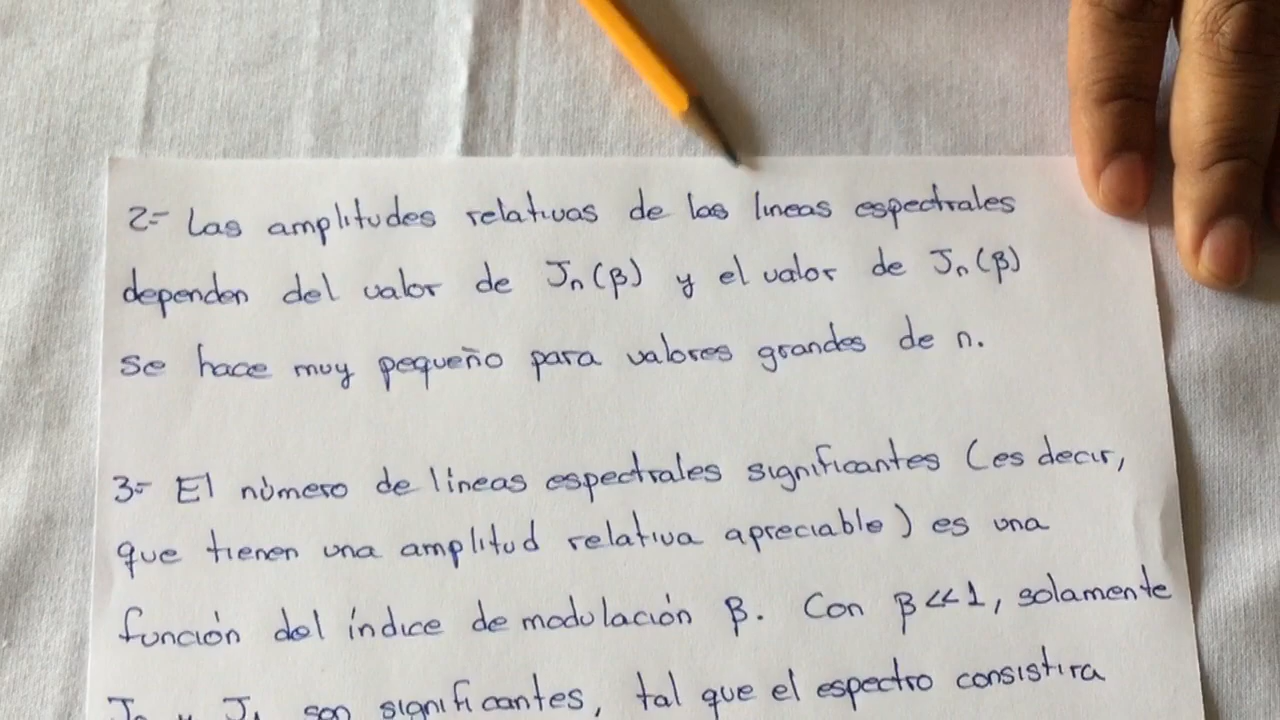 2.- Las amplitudes relativas de las lineas espectrales
dependen del valor de Jn(β) y el valor de Jn(β)
se hace muy pequeño para valores grandes de n.
3.- El número de líneas espectrales significantes (es decir,
que tienen una amplitud relativa apreciable) es una
función del índice de modulación β. Con β<<1, solamente
J0 y J1 son significantes, tal que el espectro consistira